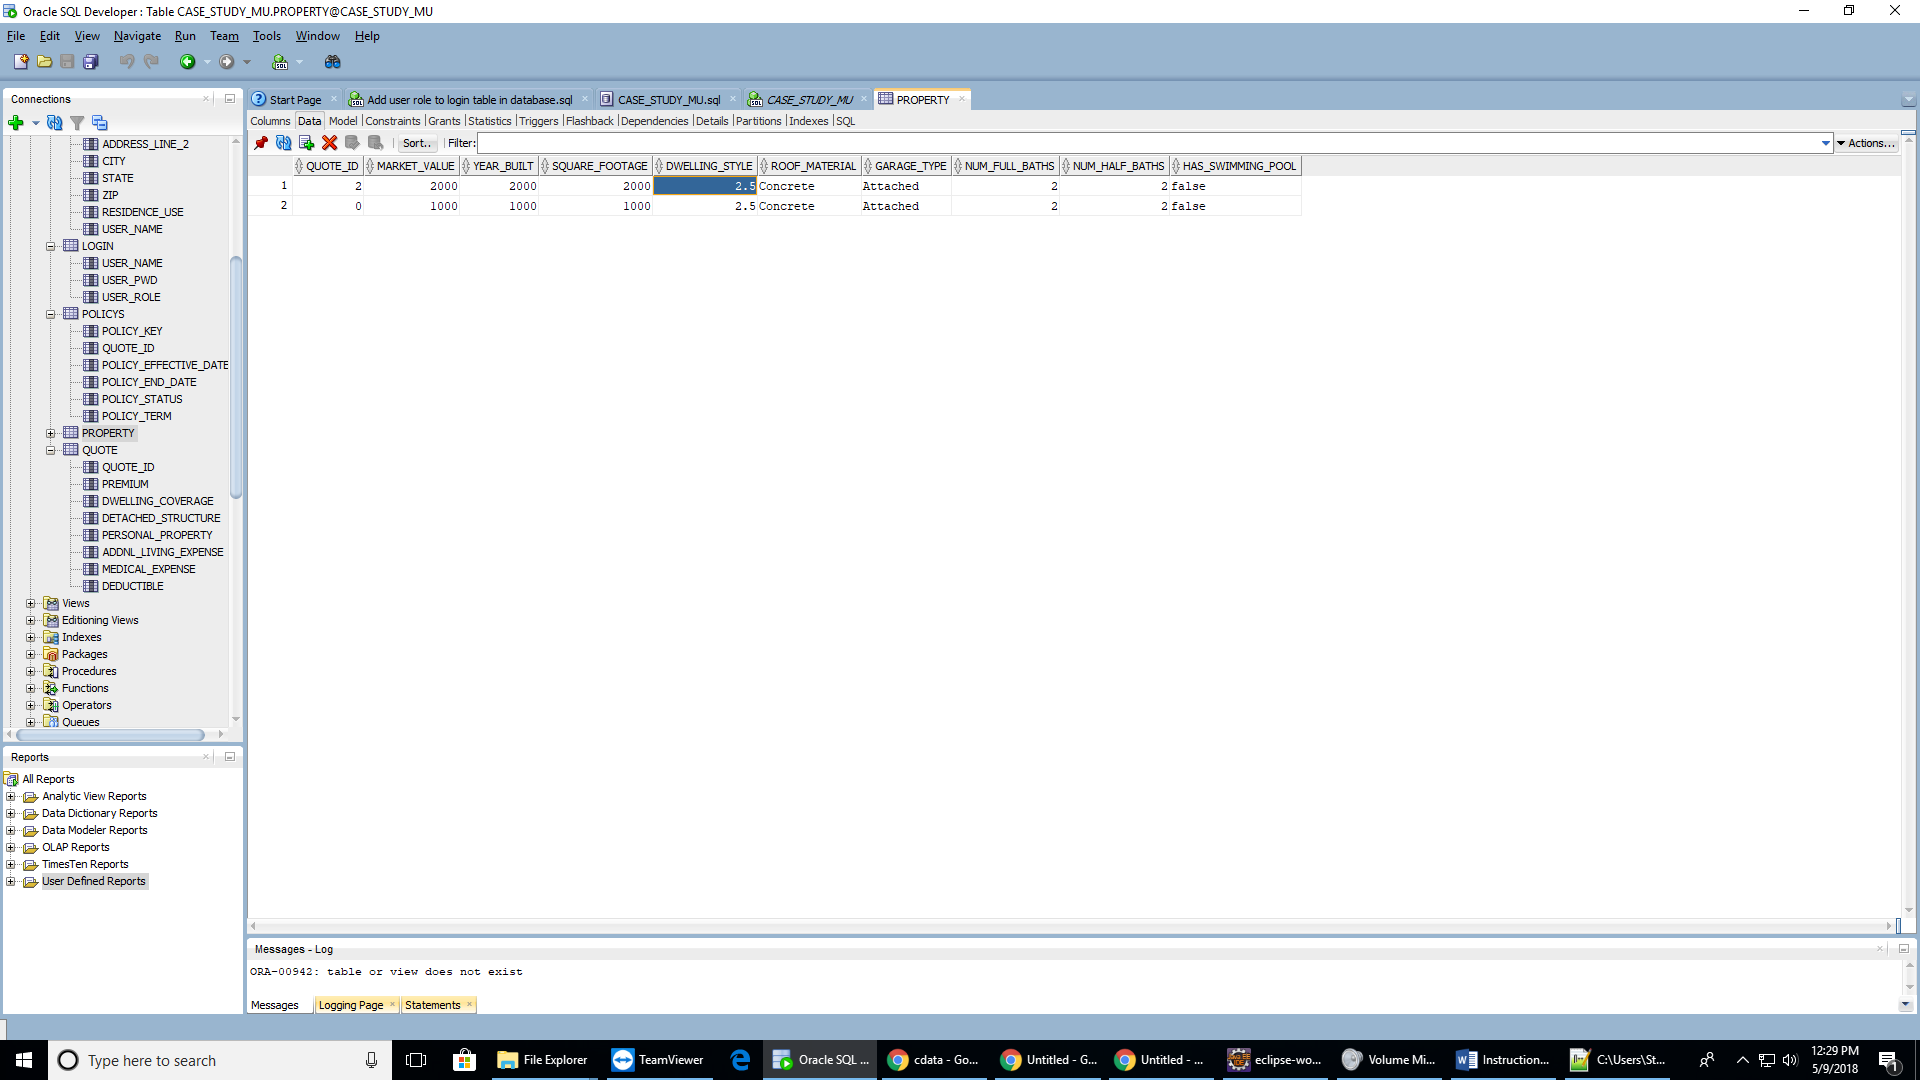 Oracle SQL Developer : Table CASE_STUDY_MU.PROPERTY@CASE_STUDY_MU
File Edit View Navigate Run Team Tools Window Help
Connections
ADDRESS_LINE_2
CITY
STATE
ZIP
RESIDENCE_USE
USER_NAME
LOGIN
USER_NAME
USER_PWD
USER_ROLE
POLICYS
POLICY_KEY
QUOTE_ID
POLICY_EFFECTIVE_DATE
POLICY_END_DATE
POLICY_STATUS
POLICY_TERM
PROPERTY
QUOTE
QUOTE_ID
PREMIUM
DWELLING_COVERAGE
DETACHED_STRUCTURE
PERSONAL_PROPERTY
ADDNL_LIVING_EXPENSE
MEDICAL_EXPENSE
DEDUCTIBLE
Views
Editioning Views
Indexes
Packages
Procedures
Functions
Operators
Queues
Reports
All Reports
Analytic View Reports
Data Dictionary Reports
Data Modeler Reports
OLAP Reports
TimesTen Reports
User Defined Reports
Start Page Add user role to login table in database.sql CASE_STUDY_MU.sql CASE_STUDY_MU PROPERTY
Columns Data Model Constraints Grants Statistics Triggers Flashback Dependencies Details Partitions Indexes SQL
Sort.. Filter: Actions...
QUOTE_ID MARKET_VALUE YEAR_BUILT SQUARE_FOOTAGE DWELLING_STYLE ROOF_MATERIAL GARAGE_TYPE NUM_FULL_BATHS NUM_HALF_BATHS HAS_SWIMMING_POOL
1 2 2000 2000 2000 2.5 Concrete Attached 2 2 false
2 0 1000 1000 1000 2.5 Concrete Attached 2 2 false
Messages - Log
ORA-00942: table or view does not exist
Messages Logging Page Statements
Type here to search File Explorer TeamViewer Oracle SQL ... cdata - Go... Untitled - G... Untitled - ... eclipse-wo... Volume Mi... Instruction... C:\Users\St...
12:29 PM
5/9/2018
1